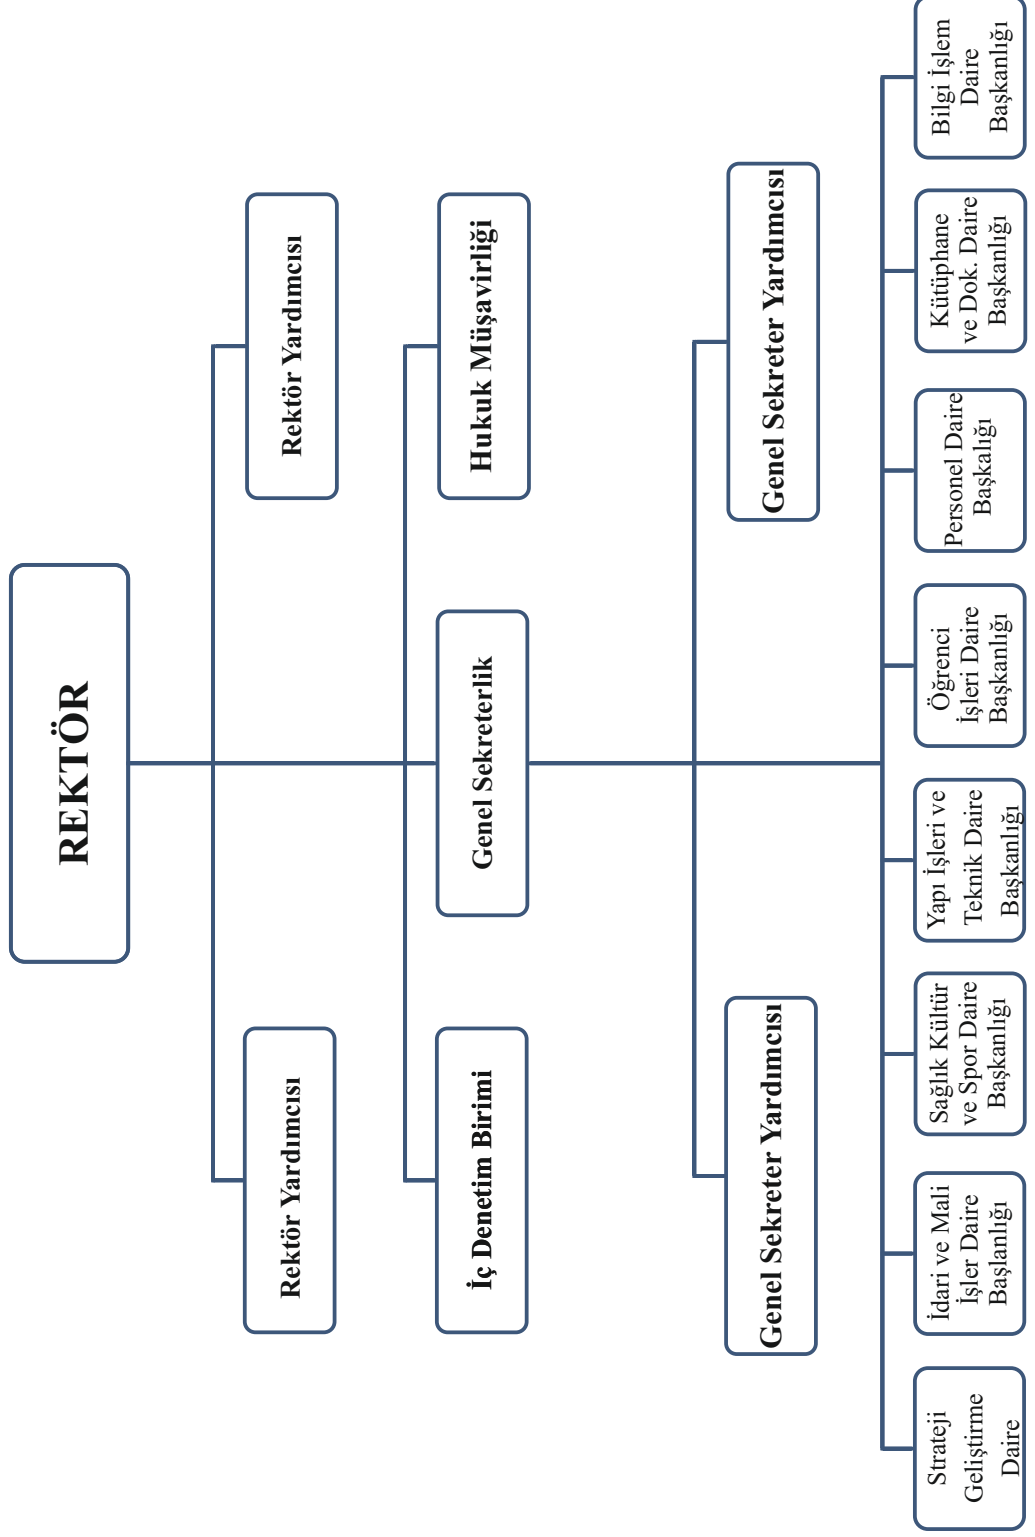 REKTÖR
Rektör Yardımcısı
Rektör Yardımcısı
İç Denetim Birimi
Genel Sekreterlik
Hukuk Müşavirliği
Genel Sekreter Yardımcısı
Genel Sekreter Yardımcısı
Strateji
Geliştirme
Daire
İdari ve Mali
İşler Daire
Başlanlığı
Sağlık Kültür
ve Spor Daire
Başkanlığı
Yapı İşleri ve
Teknik Daire
Başkanlığı
Öğrenci
İşleri Daire
Başkanlığı
Personel Daire
Başkalığı
Kütüphane
ve Dok. Daire
Başkanlığı
Bilgi İşlem
Daire
Başkanlığı